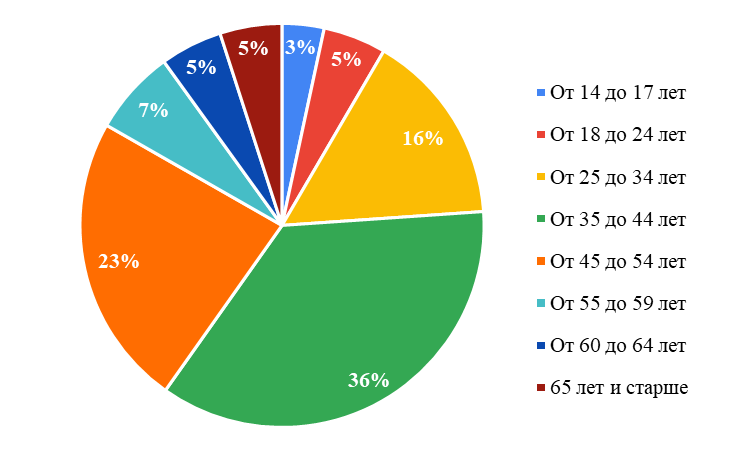 3%
5%
16%
36%
23%
7%
5%
5%
От 14 до 17 лет
От 18 до 24 лет
От 25 до 34 лет
От 35 до 44 лет
От 45 до 54 лет
От 55 до 59 лет
От 60 до 64 лет
65 лет и старше